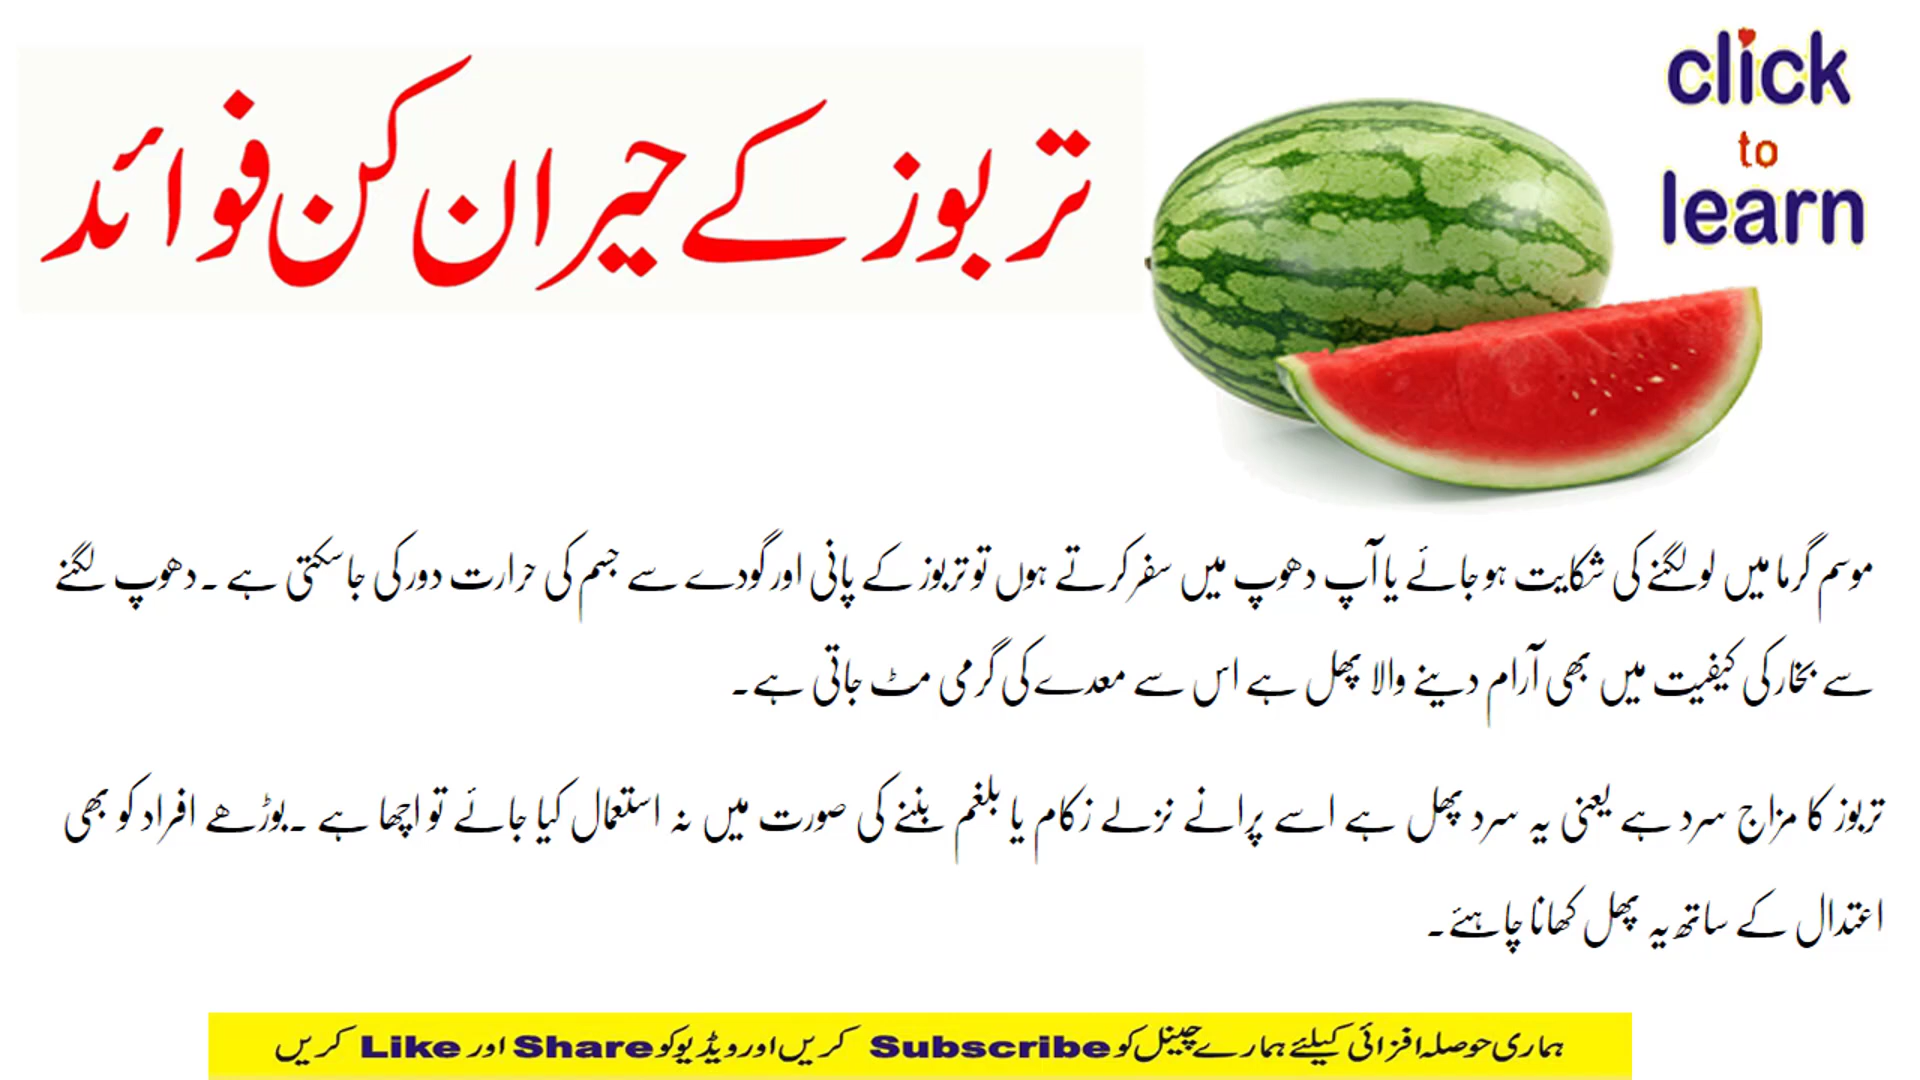 تربوز کے حیران کن فوائد
click
to
learn
موسم گرما میں لو لگنے کی شکایت ہو جائے یا آپ دھوپ میں سفر کرتے ہوں تو تربوز کے پانی اور گودے سے جسم کی حرارت دور کی جا سکتی ہے ۔ دھوپ لگنے
سے بخار کی کیفیت میں بھی آرام دینے والا پھل ہے اس سے معدے کی گرمی مٹ جاتی ہے۔
تربوز کا مزاج سرد ہے یعنی یہ سرد پھل ہے اسے پرانے نزلے زکام یا بلغم بننے کی صورت میں نہ استعمال کیا جائے تو اچھا ہے ۔ بوڑھے افراد کو بھی
اعتدال کے ساتھ یہ پھل کھانا چاہئے۔
ہماری حوصلہ افزائی کیلئے ہمارے چینل کو Subscribe کریں اور ویڈیو کو Share اور Like کریں